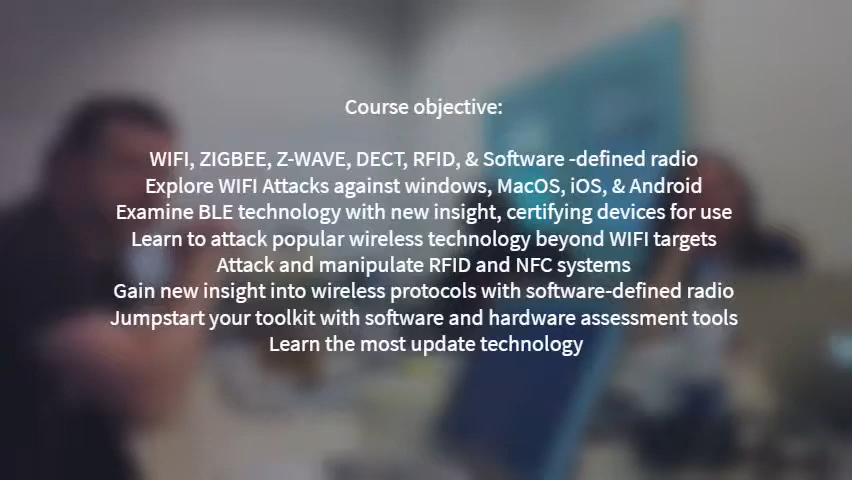 Course objective:
WIFI, ZIGBEE, Z-WAVE, DECT, RFID, & Software -defined radio
Explore WIFI Attacks against windows, MacOS, iOS, & Android
Examine BLE technology with new insight, certifying devices for use
Learn to attack popular wireless technology beyond WIFI targets
Attack and manipulate RFID and NFC systems
Gain new insight into wireless protocols with software-defined radio
Jumpstart your toolkit with software and hardware assessment tools
Learn the most update technology